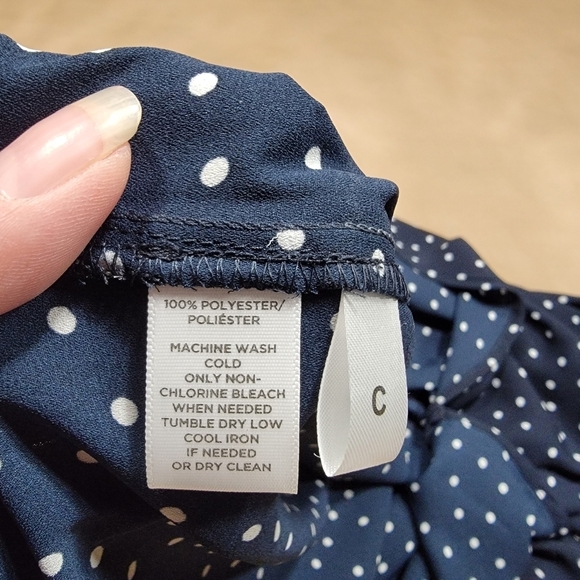 100% POLYESTER/
POLIÉSTER
MACHINE WASH
COLD
ONLY NON-
CHLORINE BLEACH
WHEN NEEDED
TUMBLE DRY LOW
COOL IRON
IF NEEDED
OR DRY CLEAN
C